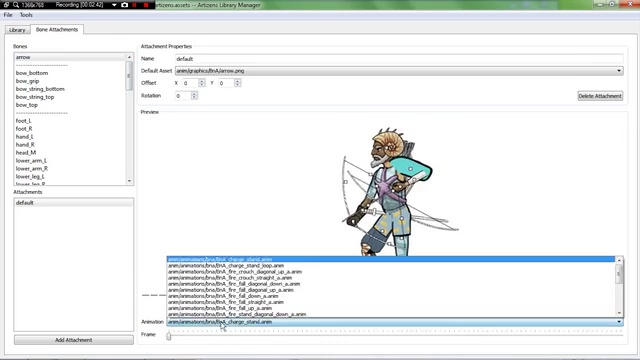 1366x768
Recording [00:02:42]
artizens.assets -- Artizens Library Manager
File Tools
Library Bone Attachments
Bones
arrow
bow_bottom
bow_grip
bow_string_bottom
bow_string_top
bow_top
foot_L
foot_R
hand_L
hand_R
head_M
lower_arm_L
lower_arm_R
lower_leg_L
lower_leg_R
Attachments
default
Add Attachment
Attachment Properties
Name default
Default Asset anim/graphics/BnA/arrow.png
Offset X 0 Y 0
Rotation 0
Delete Attachment
Preview
anim/animations/bna/BnA_charge_stand.anim
anim/animations/bna/BnA_charge_stand_loop.anim
anim/animations/bna/BnA_fire_crouch_diagonal_up_a.anim
anim/animations/bna/BnA_fire_crouch_straight_a.anim
anim/animations/bna/BnA_fire_fall_diagonal_down_a.anim
anim/animations/bna/BnA_fire_fall_diagonal_up_a.anim
anim/animations/bna/BnA_fire_fall_down_a.anim
anim/animations/bna/BnA_fire_fall_straight_a.anim
anim/animations/bna/BnA_fire_fall_up_a.anim
anim/animations/bna/BnA_fire_stand_diagonal_down_a.anim
Animation anim/animations/bna/BnA_charge_stand.anim
Frame